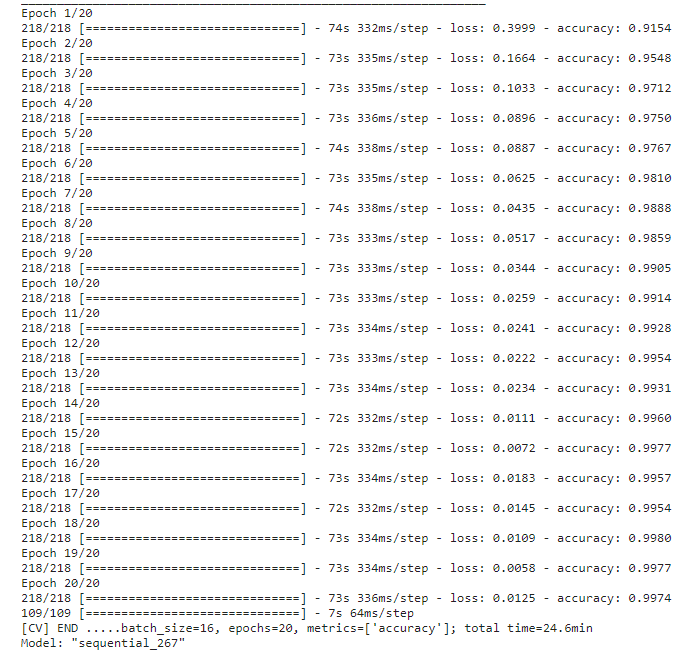 Epoch 1/20
218/218 [==============================] - 74s 332ms/step - loss: 0.3999 - accuracy: 0.9154
Epoch 2/20
218/218 [==============================] - 73s 335ms/step - loss: 0.1664 - accuracy: 0.9548
Epoch 3/20
218/218 [==============================] - 73s 335ms/step - loss: 0.1033 - accuracy: 0.9712
Epoch 4/20
218/218 [==============================] - 73s 336ms/step - loss: 0.0896 - accuracy: 0.9750
Epoch 5/20
218/218 [==============================] - 74s 338ms/step - loss: 0.0887 - accuracy: 0.9767
Epoch 6/20
218/218 [==============================] - 73s 335ms/step - loss: 0.0625 - accuracy: 0.9810
Epoch 7/20
218/218 [==============================] - 74s 338ms/step - loss: 0.0435 - accuracy: 0.9888
Epoch 8/20
218/218 [==============================] - 73s 333ms/step - loss: 0.0517 - accuracy: 0.9859
Epoch 9/20
218/218 [==============================] - 73s 333ms/step - loss: 0.0344 - accuracy: 0.9905
Epoch 10/20
218/218 [==============================] - 73s 333ms/step - loss: 0.0259 - accuracy: 0.9914
Epoch 11/20
218/218 [==============================] - 73s 334ms/step - loss: 0.0241 - accuracy: 0.9928
Epoch 12/20
218/218 [==============================] - 73s 333ms/step - loss: 0.0222 - accuracy: 0.9954
Epoch 13/20
218/218 [==============================] - 73s 334ms/step - loss: 0.0234 - accuracy: 0.9931
Epoch 14/20
218/218 [==============================] - 72s 332ms/step - loss: 0.0111 - accuracy: 0.9960
Epoch 15/20
218/218 [==============================] - 72s 332ms/step - loss: 0.0072 - accuracy: 0.9977
Epoch 16/20
218/218 [==============================] - 73s 334ms/step - loss: 0.0183 - accuracy: 0.9957
Epoch 17/20
218/218 [==============================] - 72s 332ms/step - loss: 0.0145 - accuracy: 0.9954
Epoch 18/20
218/218 [==============================] - 73s 334ms/step - loss: 0.0109 - accuracy: 0.9980
Epoch 19/20
218/218 [==============================] - 73s 334ms/step - loss: 0.0058 - accuracy: 0.9977
Epoch 20/20
218/218 [==============================] - 73s 336ms/step - loss: 0.0125 - accuracy: 0.9974
109/109 [==============================] - 7s 64ms/step
[CV] END .....batch_size=16, epochs=20, metrics=['accuracy']; total time=24.6min
Model: "sequential_267"